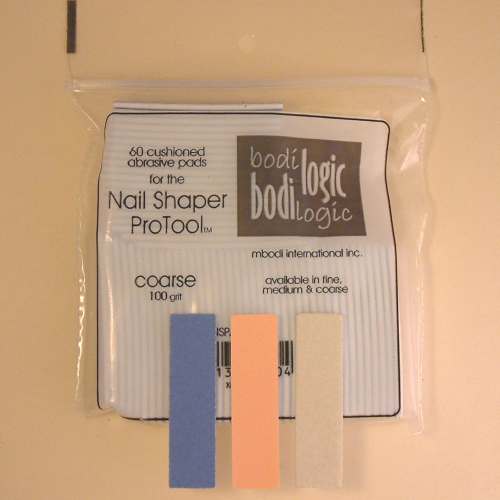 60 cushioned
abrasive pads
for the
Nail Shaper
ProTool™
bodi
logic
bodi
logic
mbodi international inc.
coarse
100 grit
available in fine,
medium & coarse